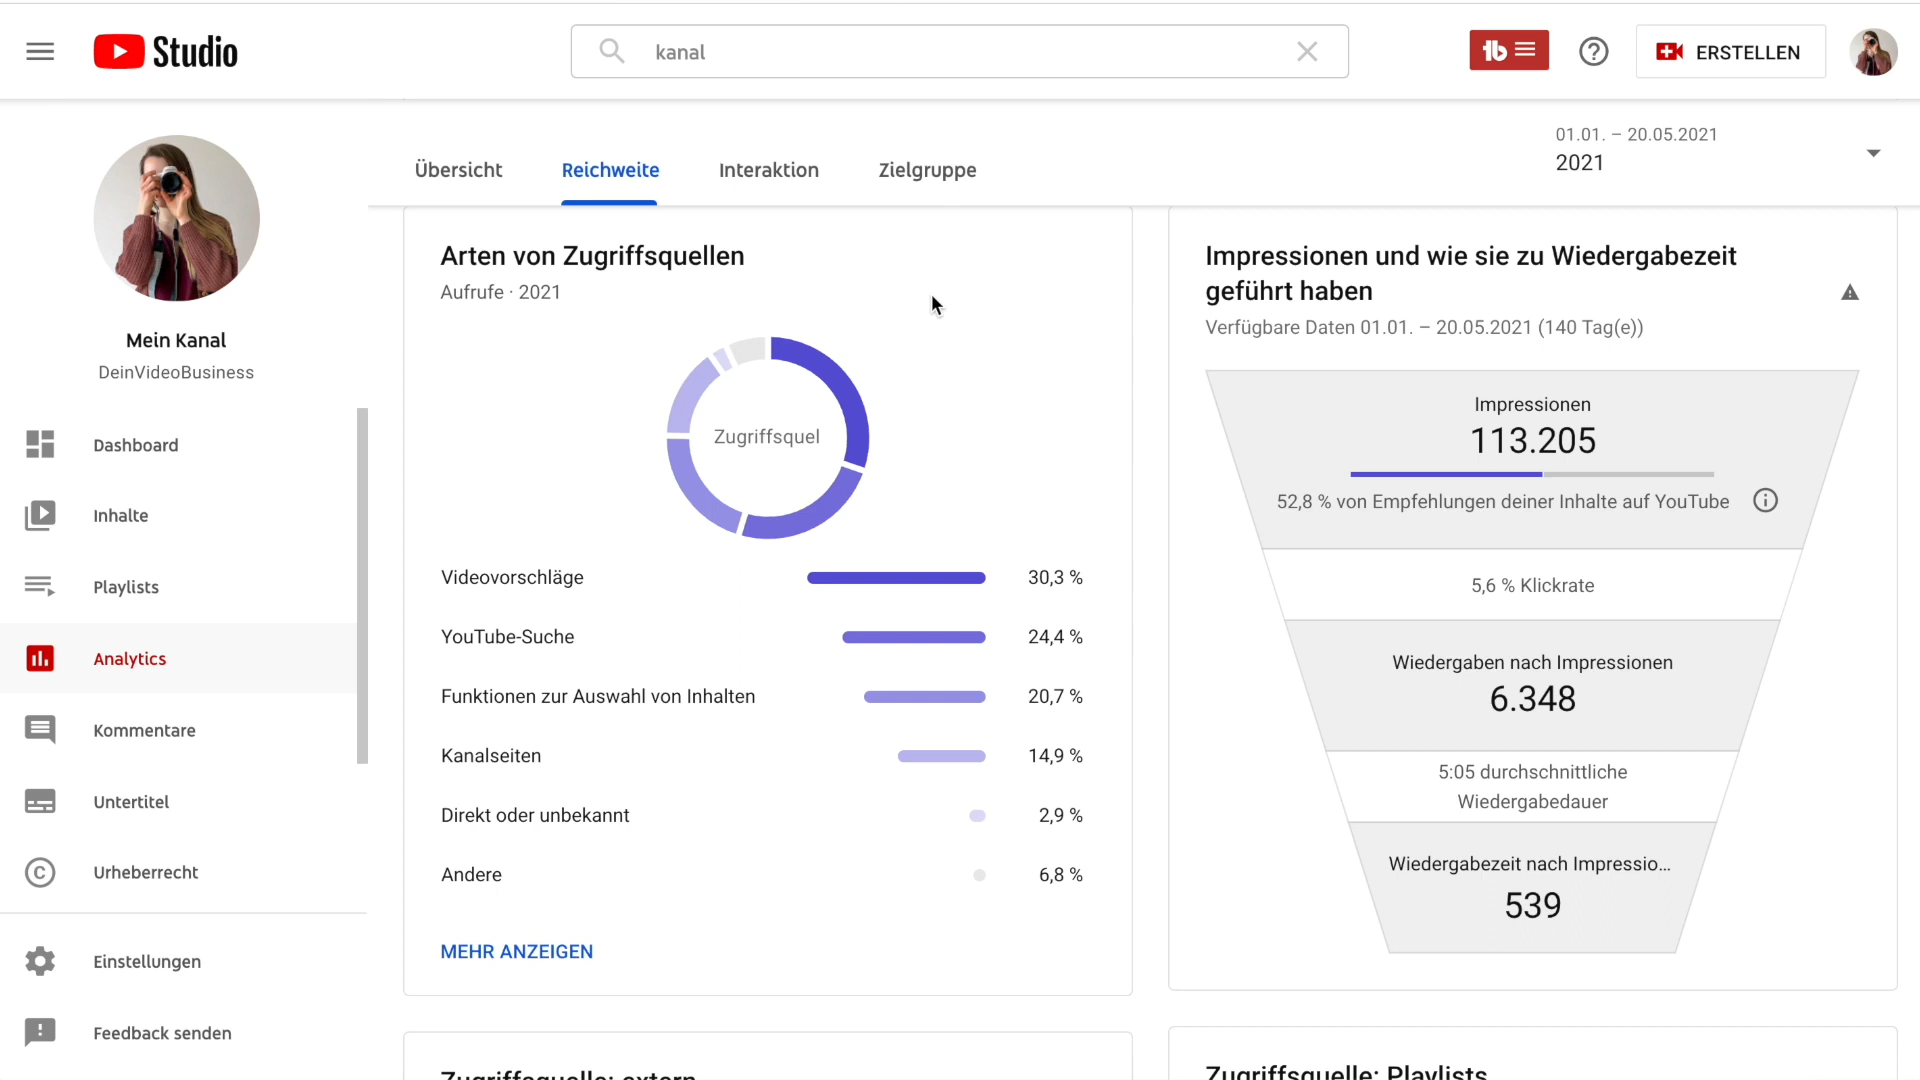 Studio
kanal
ERSTELLEN
Mein Kanal
DeinVideoBusiness
Dashboard
Inhalte
Playlists
Analytics
Kommentare
Untertitel
Urheberrecht
Einstellungen
Feedback senden
Übersicht
Reichweite
Interaktion
Zielgruppe
01.01. – 20.05.2021
2021
Arten von Zugriffsquellen
Aufrufe · 2021
Zugriffsquel
Videovorschläge 30,3 %
YouTube-Suche 24,4 %
Funktionen zur Auswahl von Inhalten 20,7 %
Kanalseiten 14,9 %
Direkt oder unbekannt 2,9 %
Andere 6,8 %
MEHR ANZEIGEN
Impressionen und wie sie zu Wiedergabezeit
geführt haben
Verfügbare Daten 01.01. – 20.05.2021 (140 Tag(e))
Impressionen
113.205
52,8 % von Empfehlungen deiner Inhalte auf YouTube
5,6 % Klickrate
Wiedergaben nach Impressionen
6.348
5:05 durchschnittliche
Wiedergabedauer
Wiedergabezeit nach Impressio...
539
Zugriffsquelle: extern
Zugriffsquelle: Playlists